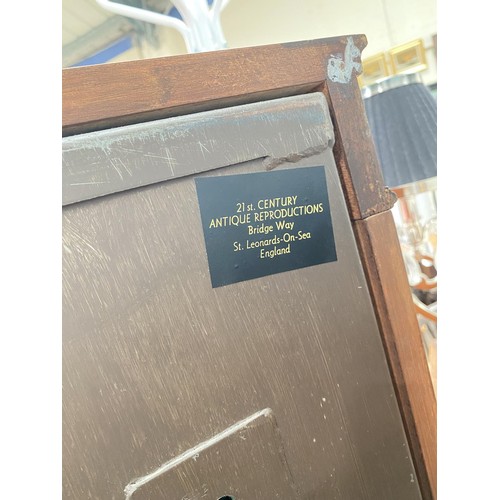 21st. CENTURY
ANTIQUE REPRODUCTIONS
Bridge Way
St. Leonards-On-Sea
England